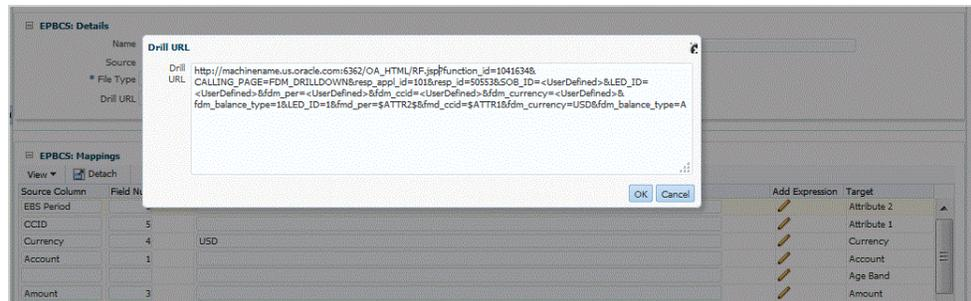 EPBCS: Details
Name
Source
* File Type
Drill URL
Drill URL
Drill URL
http://machinename.us.oracle.com:6362/OA_HTML/RF.jsp?function_id=1041634&
CALLING_PAGE=FDM_DRILLDOWN&resp_appl_id=101&resp_id=50553&SOB_ID=<UserDefined>&LED_ID=
<UserDefined>&fdm_per=<UserDefined>&fdm_ccid=<UserDefined>&fdm_currency=<UserDefined>&
fdm_balance_type=1&LED_ID=1&fmd_per=$ATTR2$&fmd_ccid=$ATTR1&fdm_currency=USD&fdm_balance_type=A
OK Cancel
EPBCS: Mappings
View Detach
Source Column Field Nu Add Expression Target
EBS Period Attribute 2
CCID 5 Attribute 1
Currency 4 USD Currency
Account 1 Account
Age Band
Amount 3 Amount